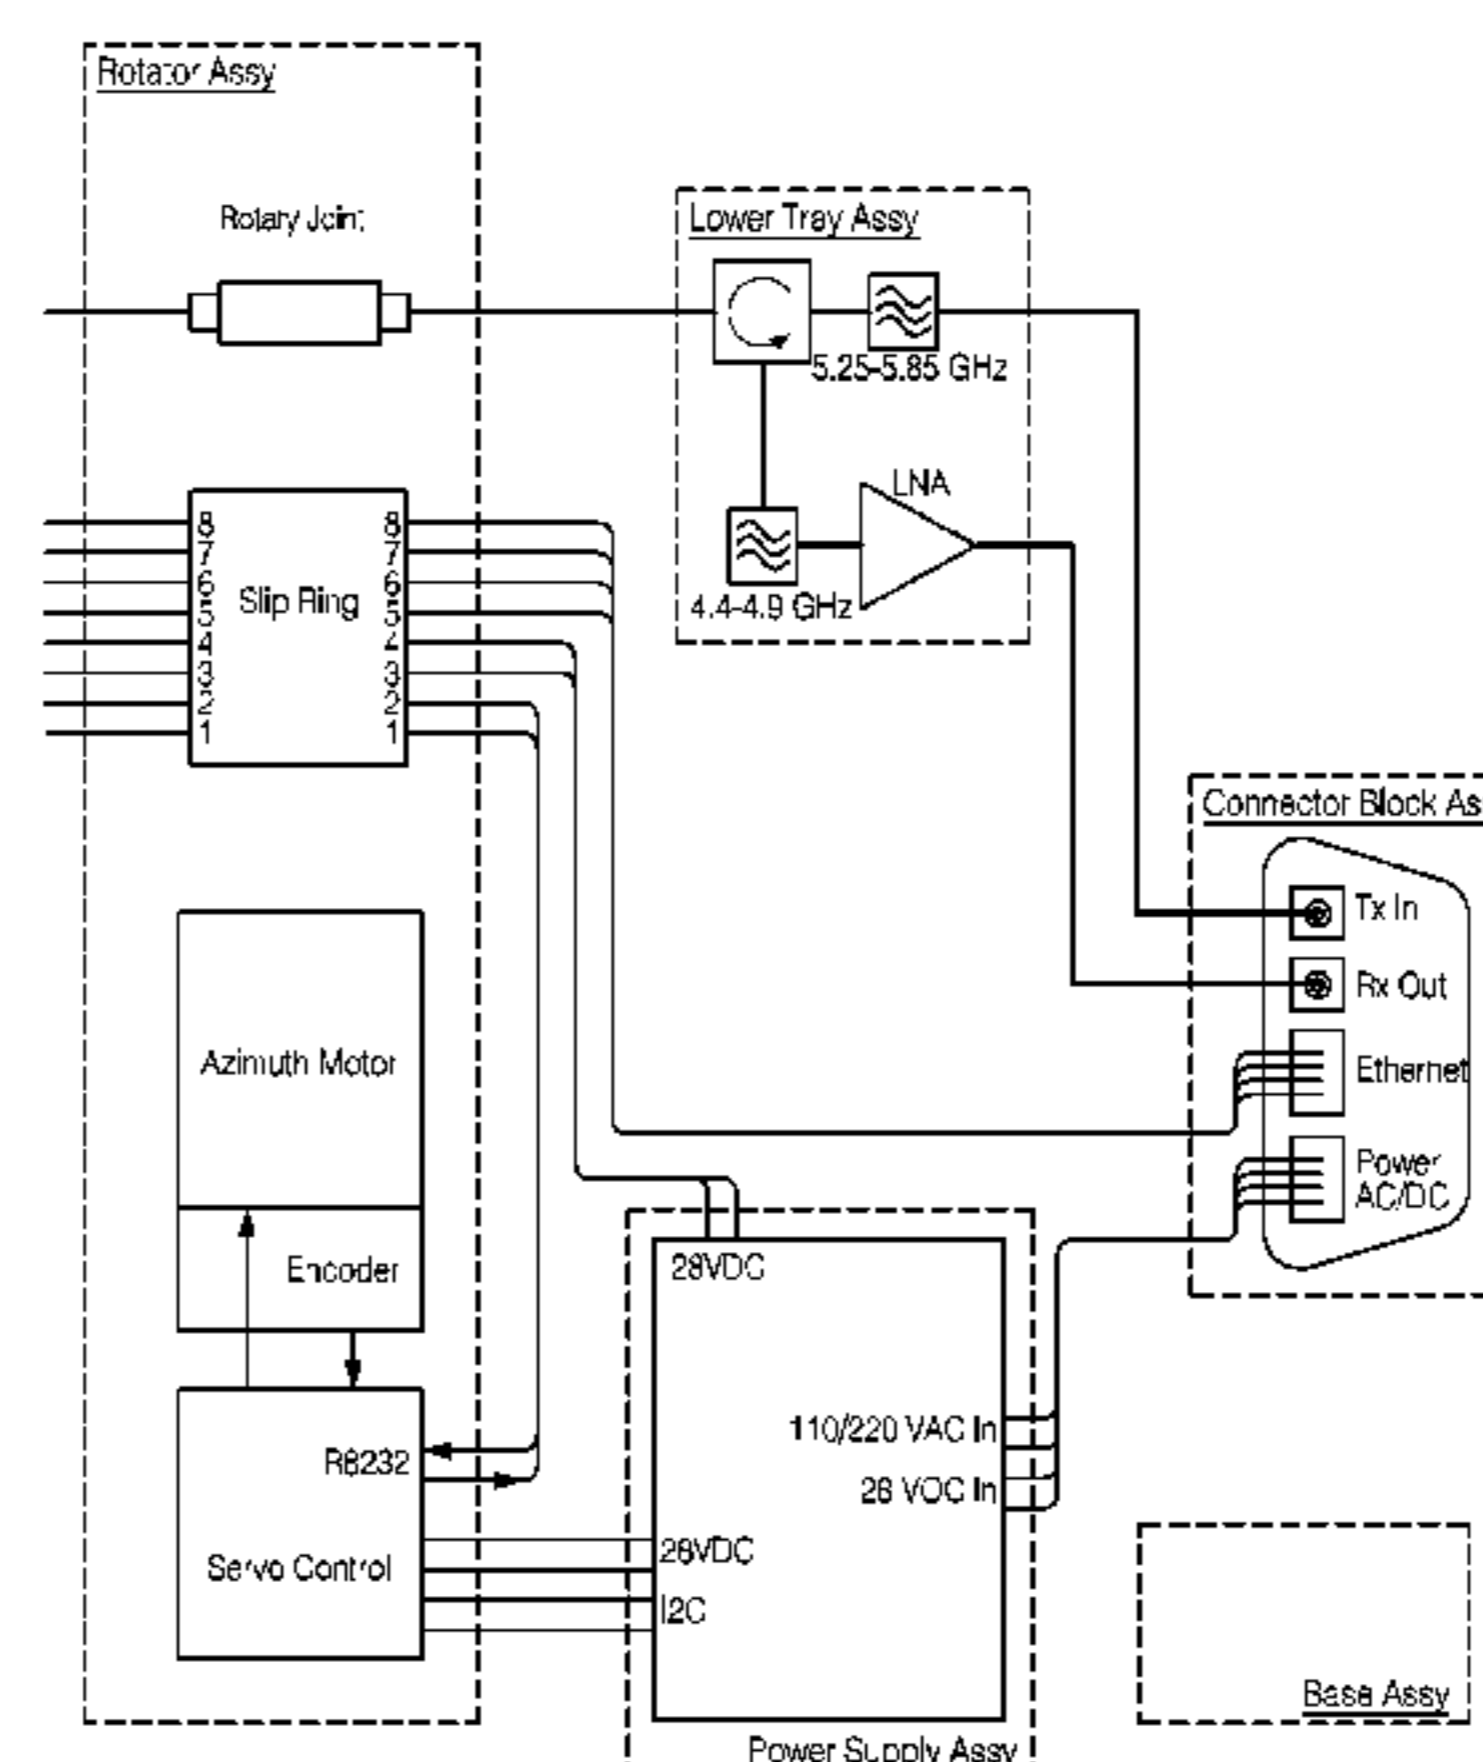 Rotator Assy
Rotary Joint
Lower Tray Assy
5.25-5.85 GHz
LNA
4.4-4.9 GHz
8 8
7 7
6 6
5 5
4 4
3 3
2 2
1 1
Slip Ring
Connector Block As
Tx In
Rx Out
Ethernet
Power
AC/DC
Azimuth Motor
Encoder
28VDC
110/220 VAC In
28 VDC In
RS232
Servo Control
28VDC
I2C
Base Assy
Power Supply Assy